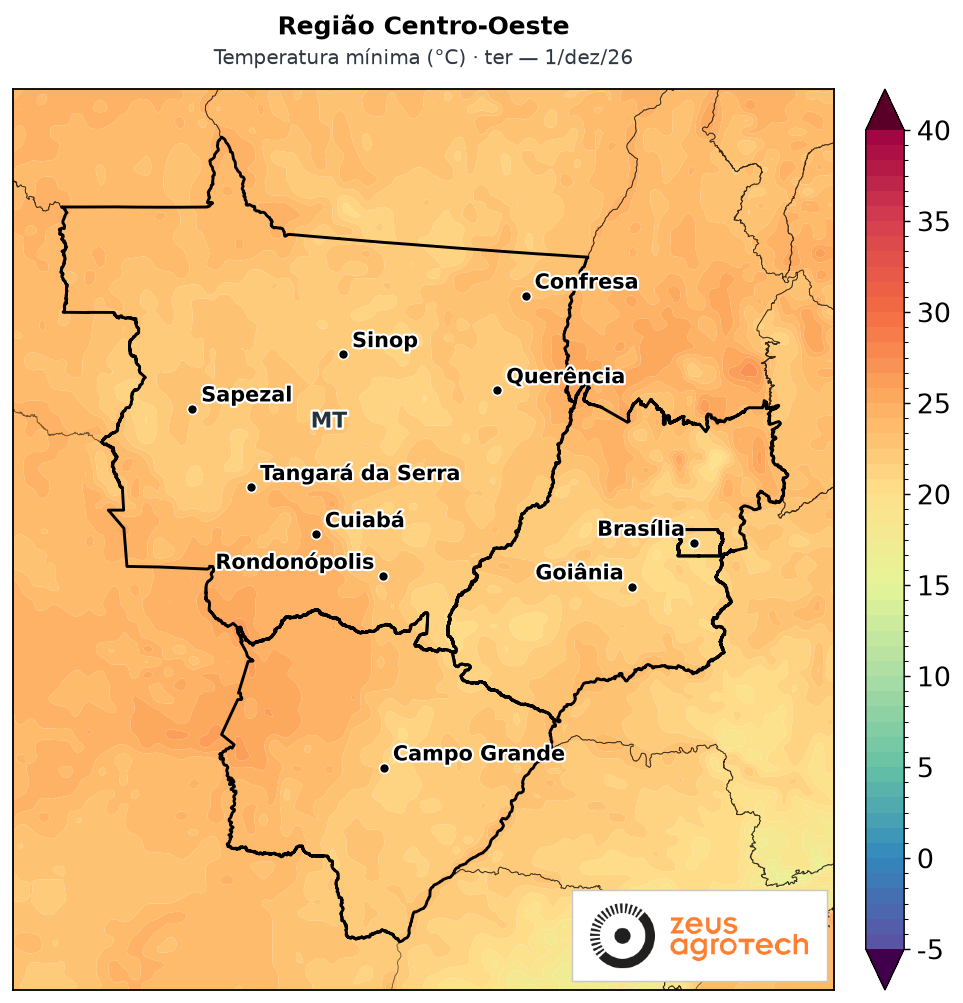 Região Centro-Oeste
Temperatura mínima (°C) · ter — 1/dez/26
Confresa
Sinop
Querência
Sapezal
MT
Tangará da Serra
Cuiabá
Brasília
Rondonópolis
Goiânia
Campo Grande
40
35
30
25
20
15
10
5
0
-5
zeus
agrotech